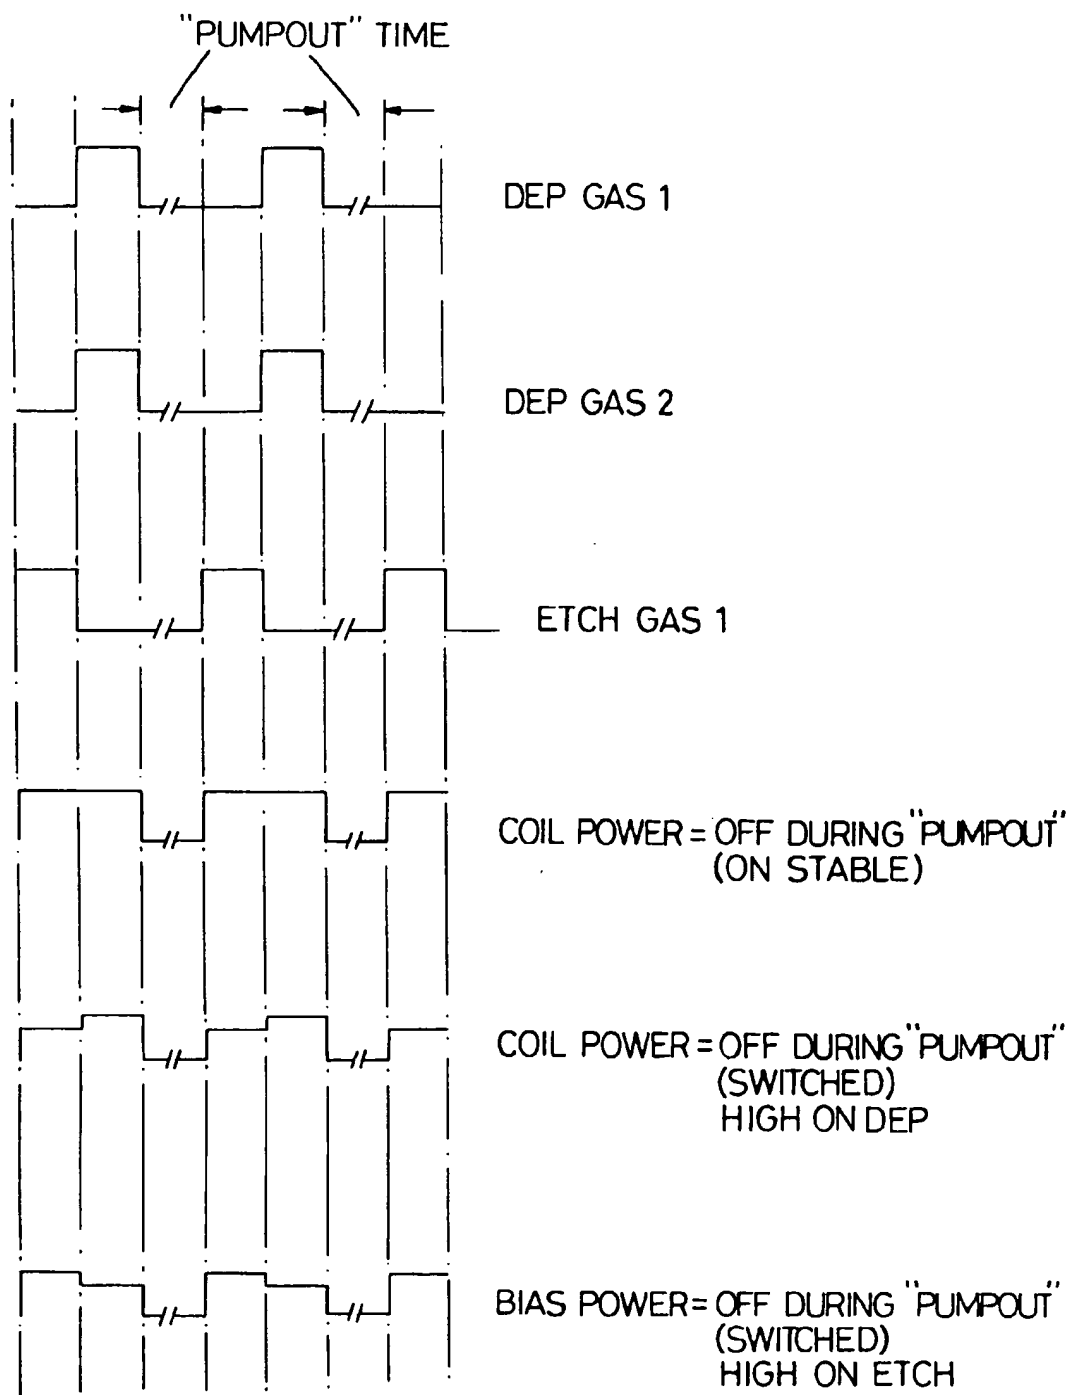 "PUMPOUT" TIME
DEP GAS 1
DEP GAS 2
ETCH GAS 1
COIL POWER = OFF DURING "PUMPOUT"
(ON STABLE)
COIL POWER = OFF DURING "PUMPOUT"
(SWITCHED)
HIGH ON DEP
BIAS POWER = OFF DURING "PUMPOUT"
(SWITCHED)
HIGH ON ETCH